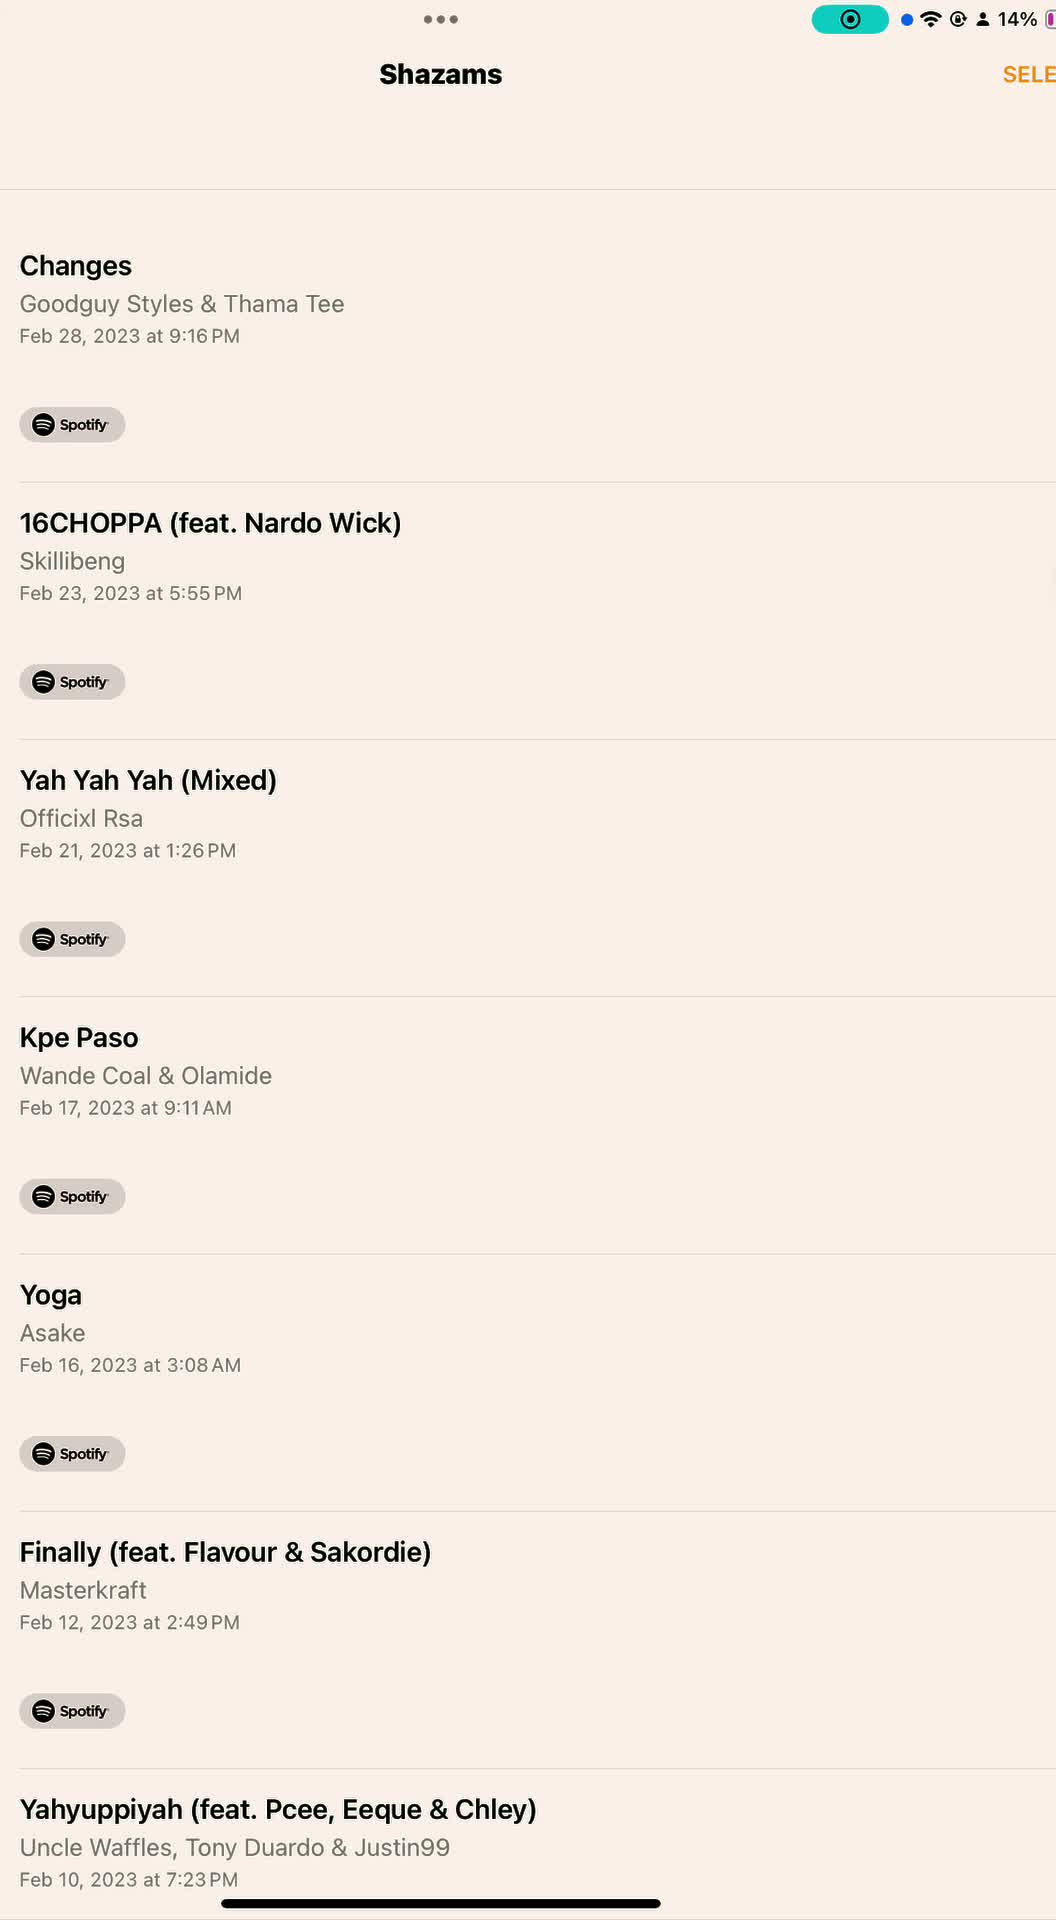 14%
Shazams
SELE
Changes
Goodguy Styles & Thama Tee
Feb 28, 2023 at 9:16 PM
Spotify
16CHOPPA (feat. Nardo Wick)
Skillibeng
Feb 23, 2023 at 5:55 PM
Spotify
Yah Yah Yah (Mixed)
Officixl Rsa
Feb 21, 2023 at 1:26 PM
Spotify
Kpe Paso
Wande Coal & Olamide
Feb 17, 2023 at 9:11 AM
Spotify
Yoga
Asake
Feb 16, 2023 at 3:08 AM
Spotify
Finally (feat. Flavour & Sakordie)
Masterkraft
Feb 12, 2023 at 2:49 PM
Spotify
Yahyuppiyah (feat. Pcee, Eeque & Chley)
Uncle Waffles, Tony Duardo & Justin99
Feb 10, 2023 at 7:23 PM